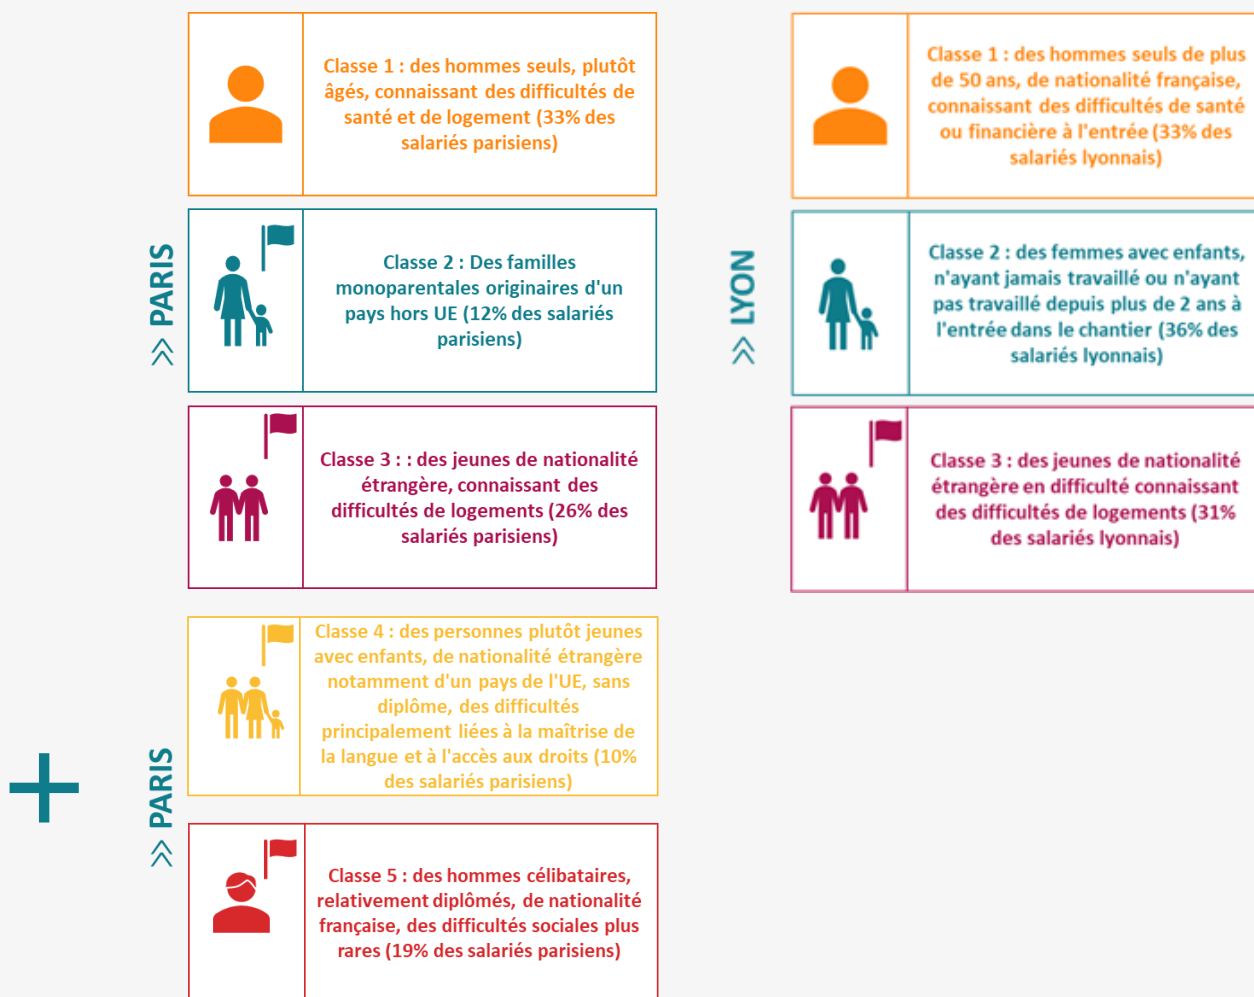 PARIS
Classe 1 : des hommes seuls, plutôt
âgés, connaissant des difficultés de
santé et de logement (33% des
salariés parisiens)
Classe 2 : Des familles
monoparentales originaires d'un
pays hors UE (12% des salariés
parisiens)
Classe 3 : : des jeunes de nationalité
étrangère, connaissant des
difficultés de logements (26% des
salariés parisiens)
LYON
Classe 1 : des hommes seuls de plus
de 50 ans, de nationalité française,
connaissant des difficultés de santé
ou financière à l'entrée (33% des
salariés lyonnais)
Classe 2 : des femmes avec enfants,
n'ayant jamais travaillé ou n'ayant
pas travaillé depuis plus de 2 ans à
l'entrée dans le chantier (36% des
salariés lyonnais)
Classe 3 : des jeunes de nationalité
étrangère en difficulté connaissant
des difficultés de logements (31%
des salariés lyonnais)
+
PARIS
Classe 4 : des personnes plutôt jeunes
avec enfants, de nationalité étrangère
notamment d'un pays de l'UE, sans
diplôme, des difficultés
principalement liées à la maîtrise de
la langue et à l'accès aux droits (10%
des salariés parisiens)
Classe 5 : des hommes célibataires,
relativement diplômés, de nationalité
française, des difficultés sociales plus
rares (19% des salariés parisiens)